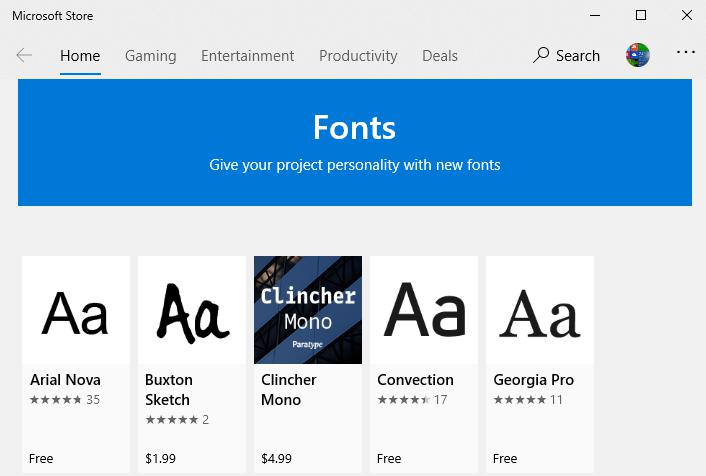 Microsoft Store
Home Gaming Entertainment Productivity Deals Search
Fonts
Give your project personality with new fonts
Aa Aa Clincher Mono Paratype Aa Aa
Arial Nova Buxton Sketch Clincher Mono Convection Georgia Pro
35 2 17 11
Free $1.99 $4.99 Free Free